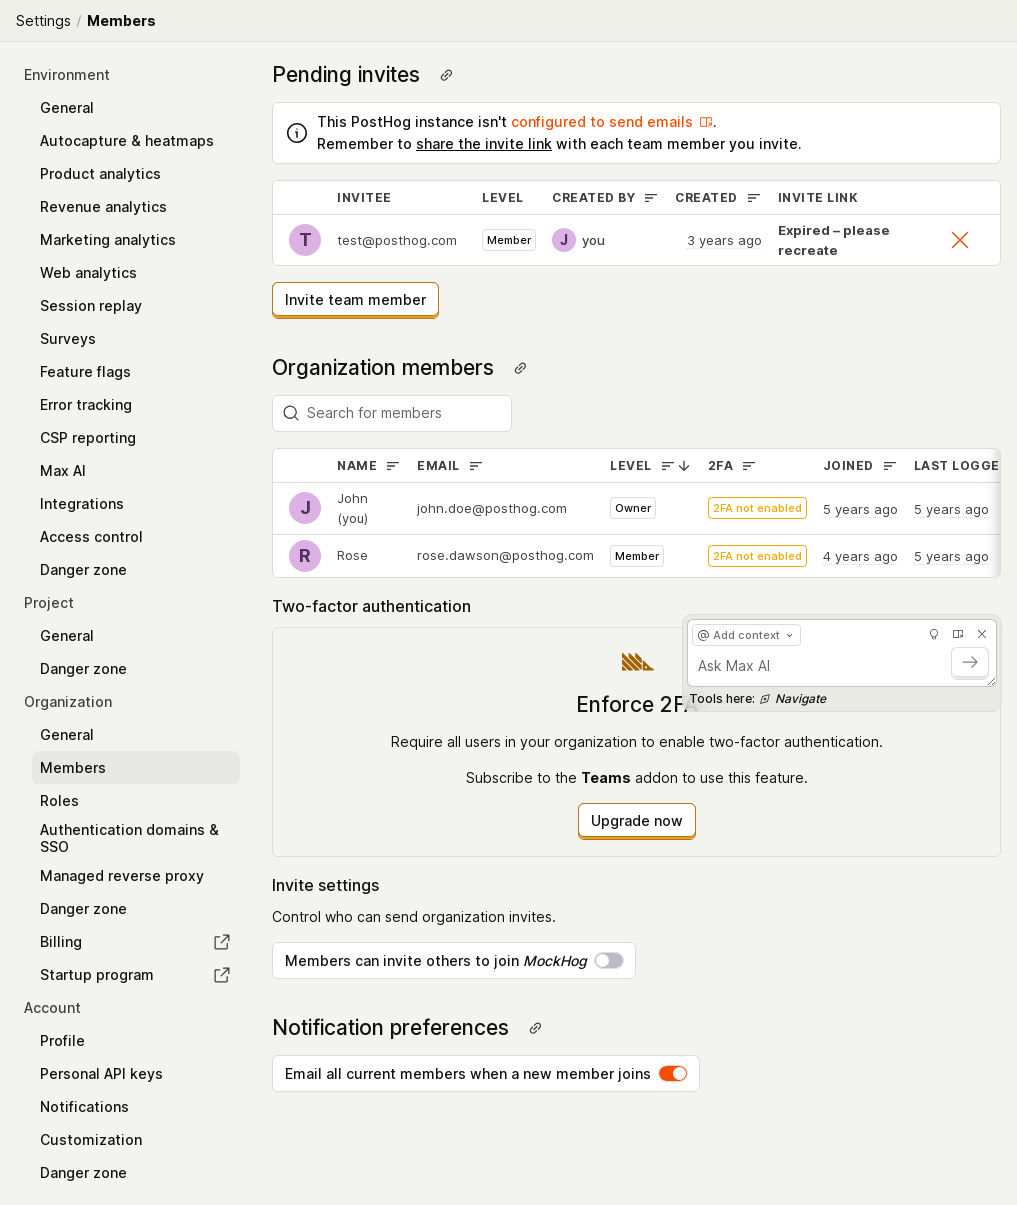 Settings / Members
Environment
General
Autocapture & heatmaps
Product analytics
Revenue analytics
Marketing analytics
Web analytics
Session replay
Surveys
Feature flags
Error tracking
CSP reporting
Max AI
Integrations
Access control
Danger zone
Project
General
Danger zone
Organization
General
Members
Roles
Authentication domains &
SSO
Managed reverse proxy
Danger zone
Billing
Startup program
Account
Profile
Personal API keys
Notifications
Customization
Danger zone
Pending invites
This PostHog instance isn't configured to send emails.
Remember to share the invite link with each team member you invite.
INVITEE LEVEL CREATED BY CREATED INVITE LINK
T test@posthog.com Member J you 3 years ago Expired – please
recreate
Invite team member
Organization members
Search for members
NAME EMAIL LEVEL 2FA JOINED LAST LOGGE
J John
(you) john.doe@posthog.com Owner 2FA not enabled 5 years ago 5 years ago
R Rose rose.dawson@posthog.com Member 2FA not enabled 4 years ago 5 years ago
Two-factor authentication
@ Add context
Ask Max AI
Tools here: Navigate
Enforce 2FA
Require all users in your organization to enable two-factor authentication.
Subscribe to the Teams addon to use this feature.
Upgrade now
Invite settings
Control who can send organization invites.
Members can invite others to join MockHog
Notification preferences
Email all current members when a new member joins